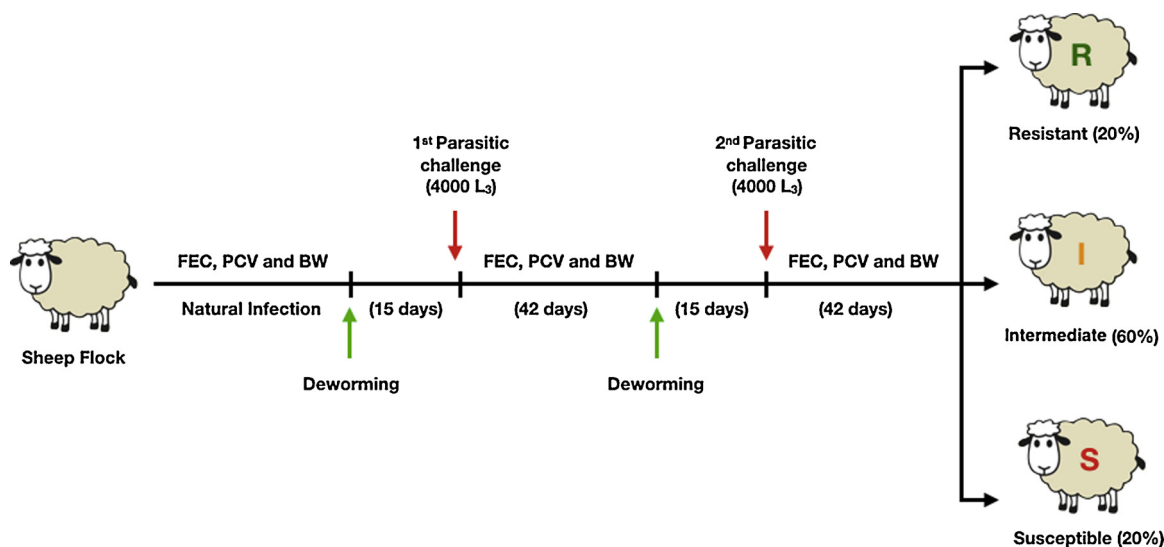 Sheep Flock
FEC, PCV and BW
Natural Infection
Deworming
(15 days)
1st Parasitic
challenge
(4000 L3)
FEC, PCV and BW
(42 days)
Deworming
(15 days)
2nd Parasitic
challenge
(4000 L3)
FEC, PCV and BW
(42 days)
R
Resistant (20%)
I
Intermediate (60%)
S
Susceptible (20%)